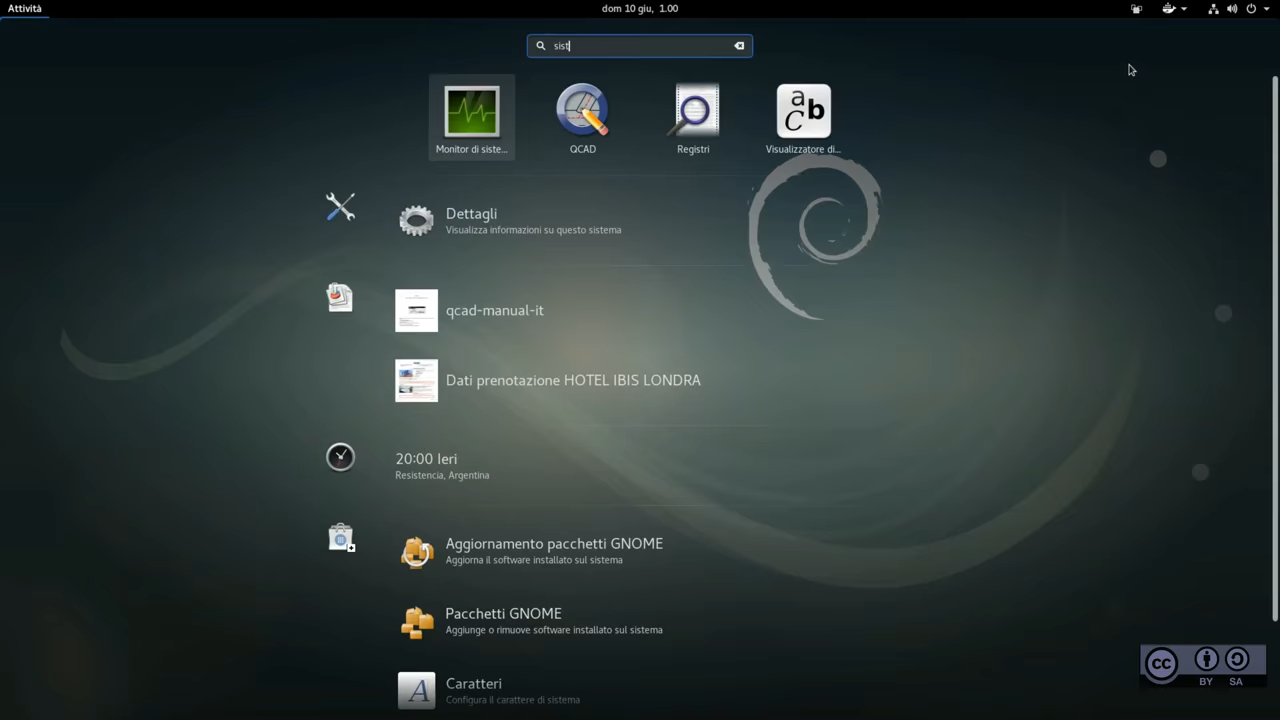 Attività
dom 10 giu, 1.00
sist
Monitor di siste...
QCAD
Registri
Visualizzatore di...
Dettagli
Visualizza informazioni su questo sistema
qcad-manual-it
Dati prenotazione HOTEL IBIS LONDRA
20:00 Ieri
Resistencia, Argentina
Aggiornamento pacchetti GNOME
Aggiorna il software installato sul sistema
Pacchetti GNOME
Aggiunge o rimuove software installato sul sistema
Caratteri
Configura il carattere di sistema
cc
BY SA